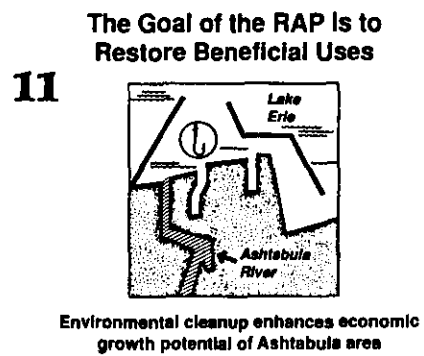 The Goal of the RAP Is to
Restore Beneficial Uses
11
Lake
Erie
Ashtabula
River
Environmental cleanup enhances economic
growth potential of Ashtabula area